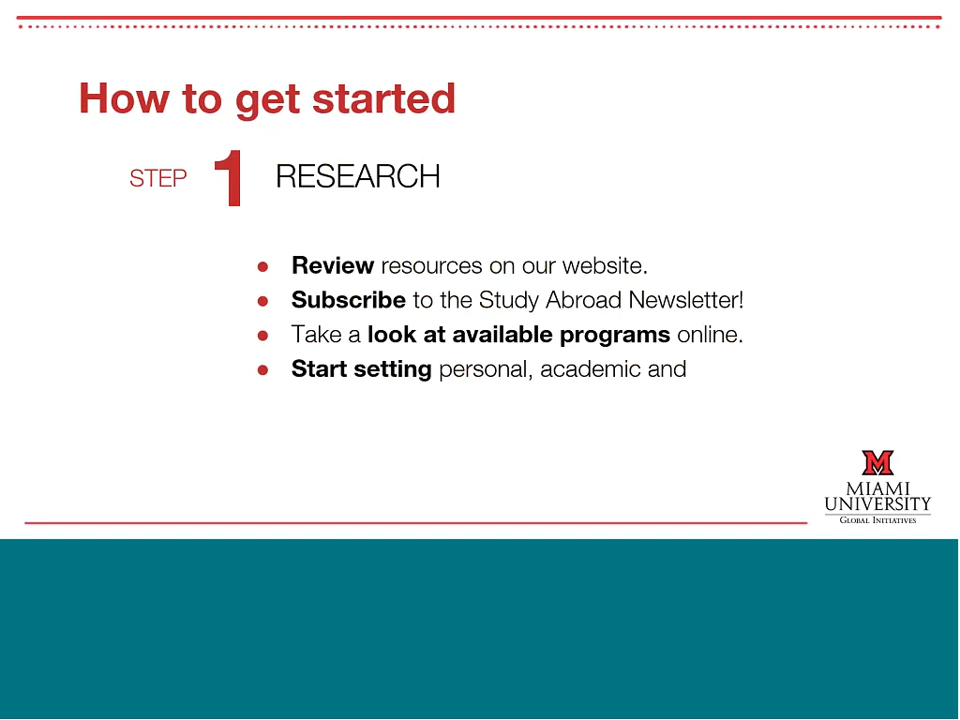 How to get started
STEP 1 RESEARCH
● Review resources on our website.
● Subscribe to the Study Abroad Newsletter!
● Take a look at available programs online.
● Start setting personal, academic and
M
MIAMI
UNIVERSITY
GLOBAL INITIATIVES